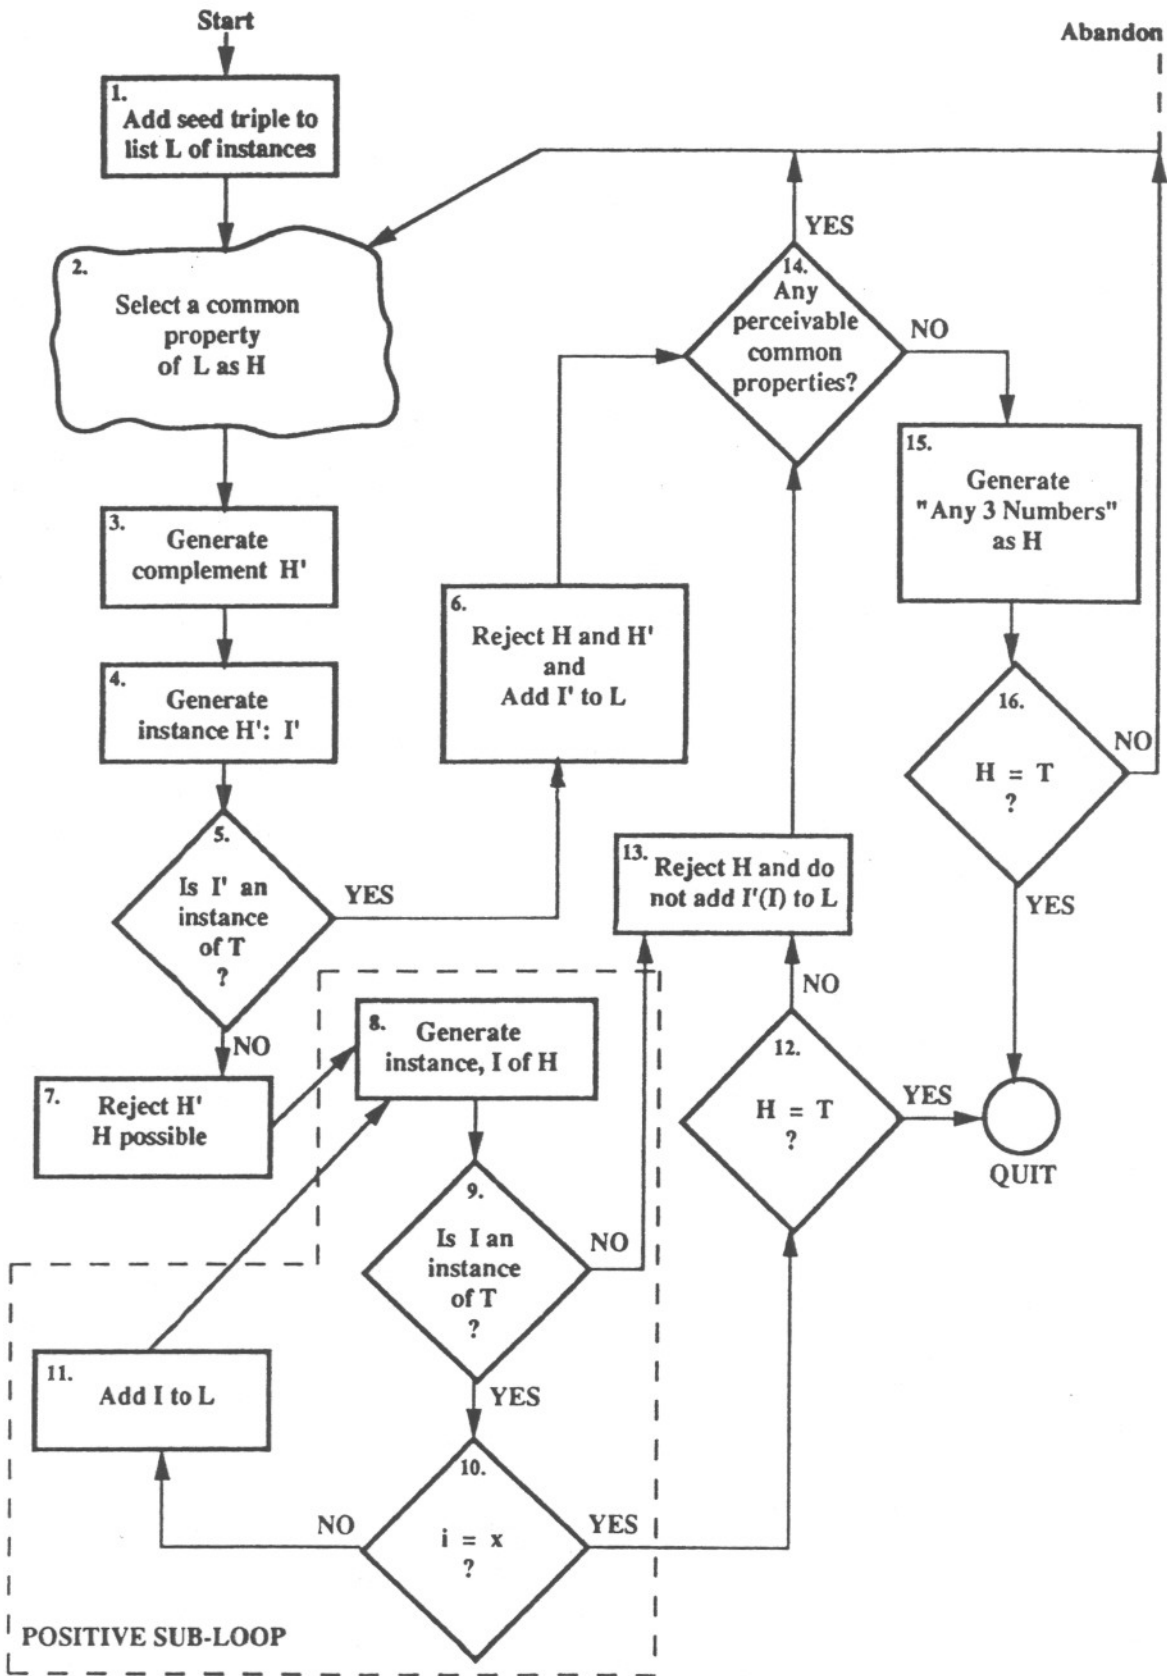 Start
Abandon
1.
Add seed triple to
list L of instances
2.
Select a common
property
of L as H
3.
Generate
complement H'
4.
Generate
instance H': I'
5.
Is I' an
instance
of T
?
YES
NO
6.
Reject H and H'
and
Add I' to L
7.
Reject H'
H possible
8.
Generate
instance, I of H
9.
Is I an
instance
of T
?
NO
YES
10.
i = x
?
NO
YES
11.
Add I to L
POSITIVE SUB-LOOP
12.
H = T
?
NO
YES
13.
Reject H and do
not add I'(I) to L
14.
Any
perceivable
common
properties?
YES
NO
15.
Generate
"Any 3 Numbers"
as H
16.
H = T
?
NO
YES
QUIT